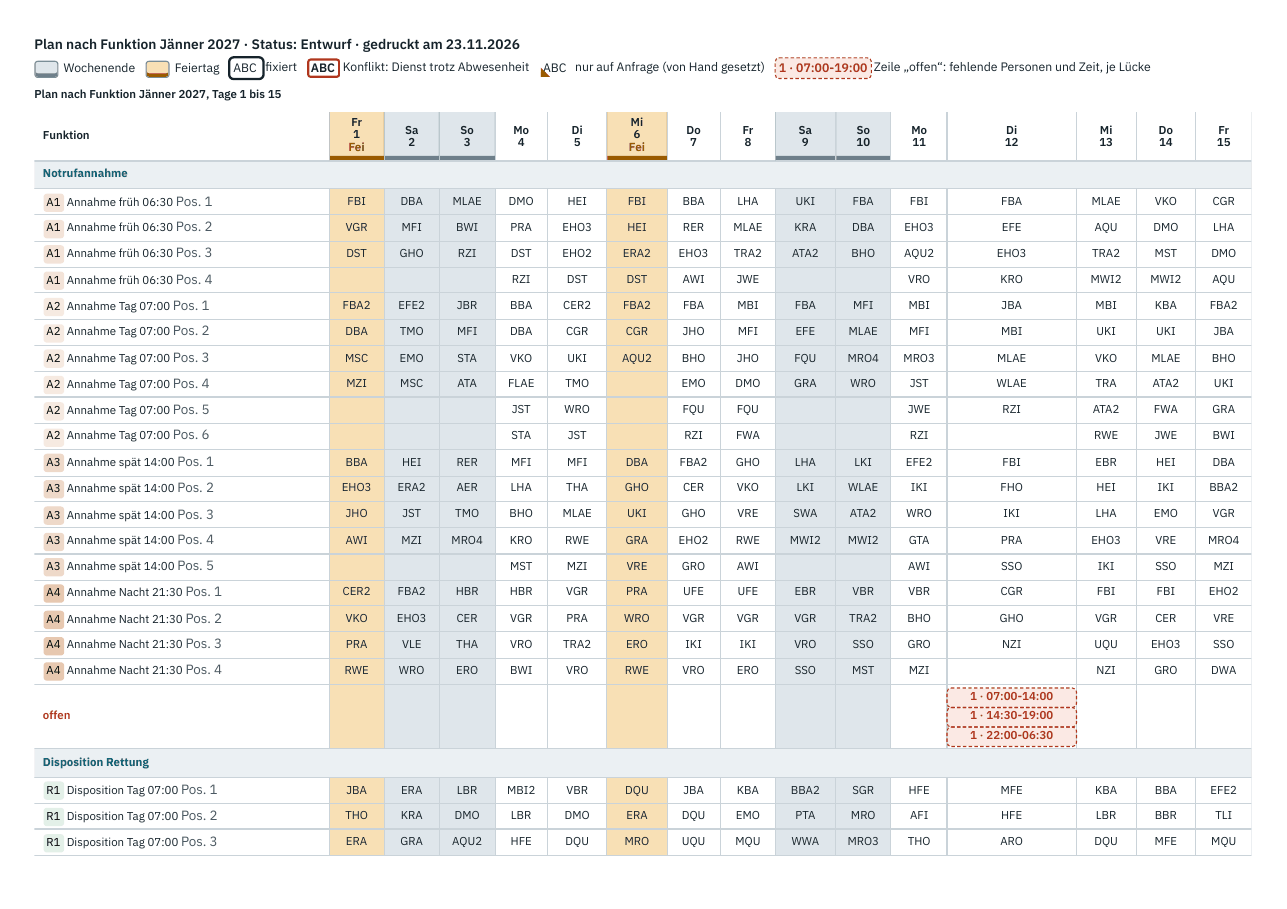 Plan nach Funktion Jänner 2027 · Status: Entwurf · gedruckt am 23.11.2026
Wochenende Feiertag ABC fixiert ABC Konflikt: Dienst trotz Abwesenheit ABC nur auf Anfrage (von Hand gesetzt) 1 · 07:00-19:00 Zeile „offen“: fehlende Personen und Zeit, je Lücke
Plan nach Funktion Jänner 2027, Tage 1 bis 15
Funktion Fr 1 Fei Sa 2 So 3 Mo 4 Di 5 Mi 6 Fei Do 7 Fr 8 Sa 9 So 10 Mo 11 Di 12 Mi 13 Do 14 Fr 15
Notrufannahme
A1 Annahme früh 06:30 Pos. 1 FBI DBA MLAE DMO HEI FBI BBA LHA UKI FBA FBI FBA MLAE VKO CGR
A1 Annahme früh 06:30 Pos. 2 VGR MFI BWI PRA EHO3 HEI RER MLAE KRA DBA EHO3 EFE AQU DMO LHA
A1 Annahme früh 06:30 Pos. 3 DST GHO RZI DST EHO2 ERA2 EHO3 TRA2 ATA2 BHO AQU2 EHO3 TRA2 MST DMO
A1 Annahme früh 06:30 Pos. 4 RZI DST DST AWI JWE VRO KRO MWI2 MWI2 AQU
A2 Annahme Tag 07:00 Pos. 1 FBA2 EFE2 JBR BBA CER2 FBA2 FBA MBI FBA MFI MBI JBA MBI KBA FBA2
A2 Annahme Tag 07:00 Pos. 2 DBA TMO MFI DBA CGR CGR JHO MFI EFE MLAE MFI MBI UKI UKI JBA
A2 Annahme Tag 07:00 Pos. 3 MSC EMO STA VKO UKI AQU2 BHO JHO FQU MRO4 MRO3 MLAE VKO MLAE BHO
A2 Annahme Tag 07:00 Pos. 4 MZI MSC ATA FLAE TMO EMO DMO GRA WRO JST WLAE TRA ATA2 UKI
A2 Annahme Tag 07:00 Pos. 5 JST WRO FQU FQU JWE RZI ATA2 FWA GRA
A2 Annahme Tag 07:00 Pos. 6 STA JST RZI FWA RZI RWE JWE BWI
A3 Annahme spät 14:00 Pos. 1 BBA HEI RER MFI MFI DBA FBA2 GHO LHA LKI EFE2 FBI EBR HEI DBA
A3 Annahme spät 14:00 Pos. 2 EHO3 ERA2 AER LHA THA GHO CER VKO LKI WLAE IKI FHO HEI IKI BBA2
A3 Annahme spät 14:00 Pos. 3 JHO JST TMO BHO MLAE UKI GHO VRE SWA ATA2 WRO IKI LHA EMO VGR
A3 Annahme spät 14:00 Pos. 4 AWI MZI MRO4 KRO RWE GRA EHO2 RWE MWI2 MWI2 GTA PRA EHO3 VRE MRO4
A3 Annahme spät 14:00 Pos. 5 MST MZI VRE GRO AWI AWI SSO IKI SSO MZI
A4 Annahme Nacht 21:30 Pos. 1 CER2 FBA2 HBR HBR VGR PRA UFE UFE EBR VBR VBR CGR FBI FBI EHO2
A4 Annahme Nacht 21:30 Pos. 2 VKO EHO3 CER VGR PRA WRO VGR VGR VGR TRA2 BHO GHO VGR CER VRE
A4 Annahme Nacht 21:30 Pos. 3 PRA VLE THA VRO TRA2 ERO IKI IKI VRO SSO GRO NZI UQU EHO3 SSO
A4 Annahme Nacht 21:30 Pos. 4 RWE WRO ERO BWI VRO RWE VRO ERO SSO MST MZI NZI GRO DWA
offen
1 · 07:00-14:00
1 · 14:30-19:00
1 · 22:00-06:30
Disposition Rettung
R1 Disposition Tag 07:00 Pos. 1 JBA ERA LBR MBI2 VBR DQU JBA KBA BBA2 SGR HFE MFE KBA BBA EFE2
R1 Disposition Tag 07:00 Pos. 2 THO KRA DMO LBR DMO ERA DQU EMO PTA MRO AFI HFE LBR BBR TLI
R1 Disposition Tag 07:00 Pos. 3 ERA GRA AQU2 HFE DQU MRO UQU MQU WWA MRO3 THO ARO DQU MFE MQU